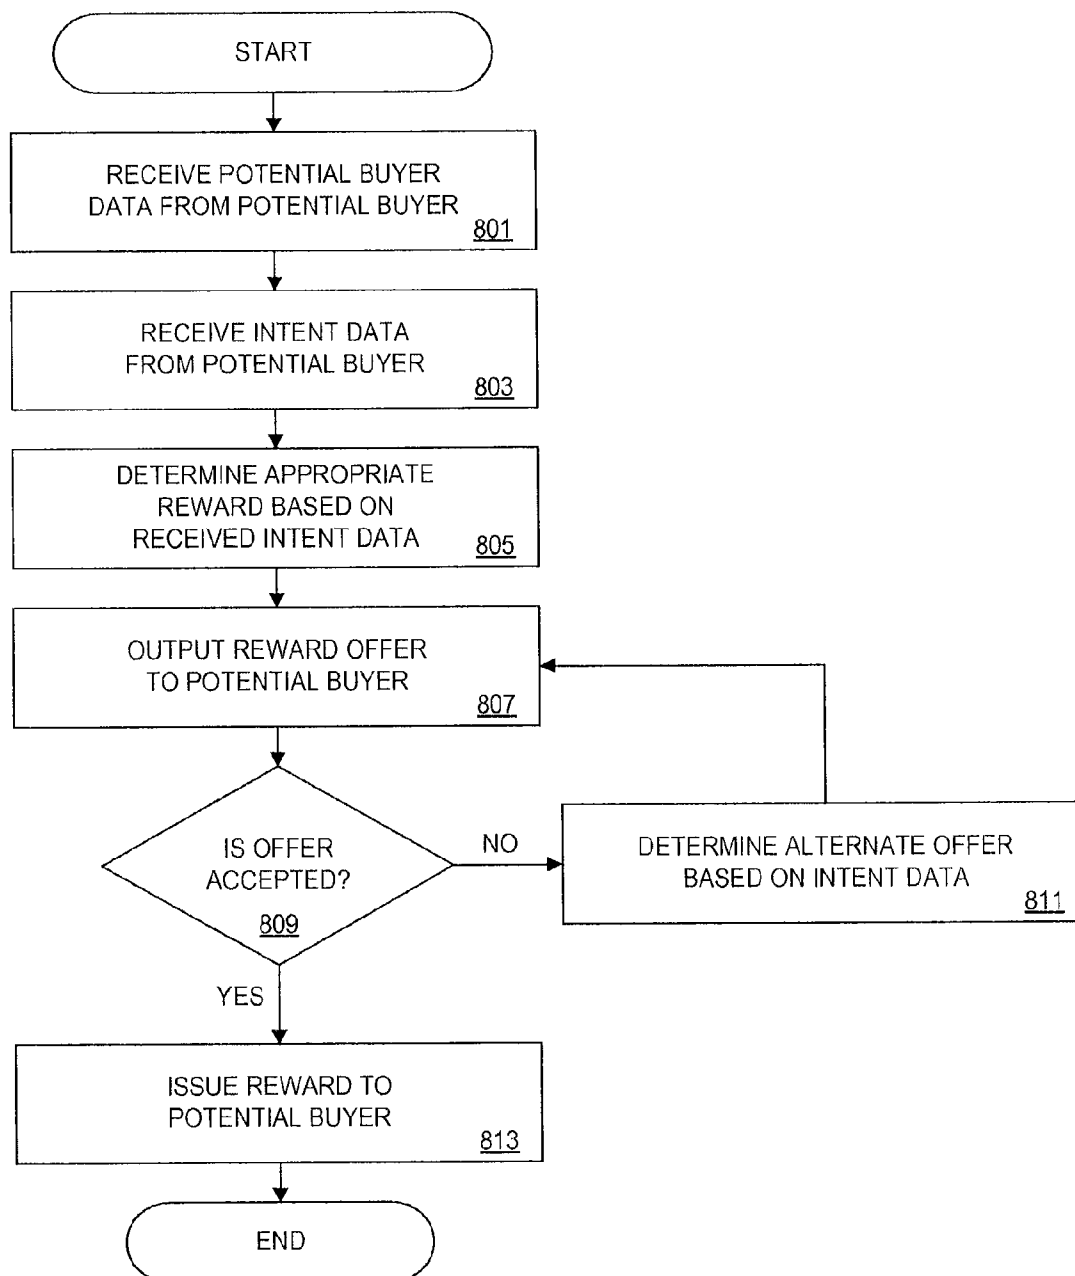 START
RECEIVE POTENTIAL BUYER
DATA FROM POTENTIAL BUYER
801
RECEIVE INTENT DATA
FROM POTENTIAL BUYER
803
DETERMINE APPROPRIATE
REWARD BASED ON
RECEIVED INTENT DATA
805
OUTPUT REWARD OFFER
TO POTENTIAL BUYER
807
IS OFFER
ACCEPTED?
809
NO
DETERMINE ALTERNATE OFFER
BASED ON INTENT DATA
811
YES
ISSUE REWARD TO
POTENTIAL BUYER
813
END